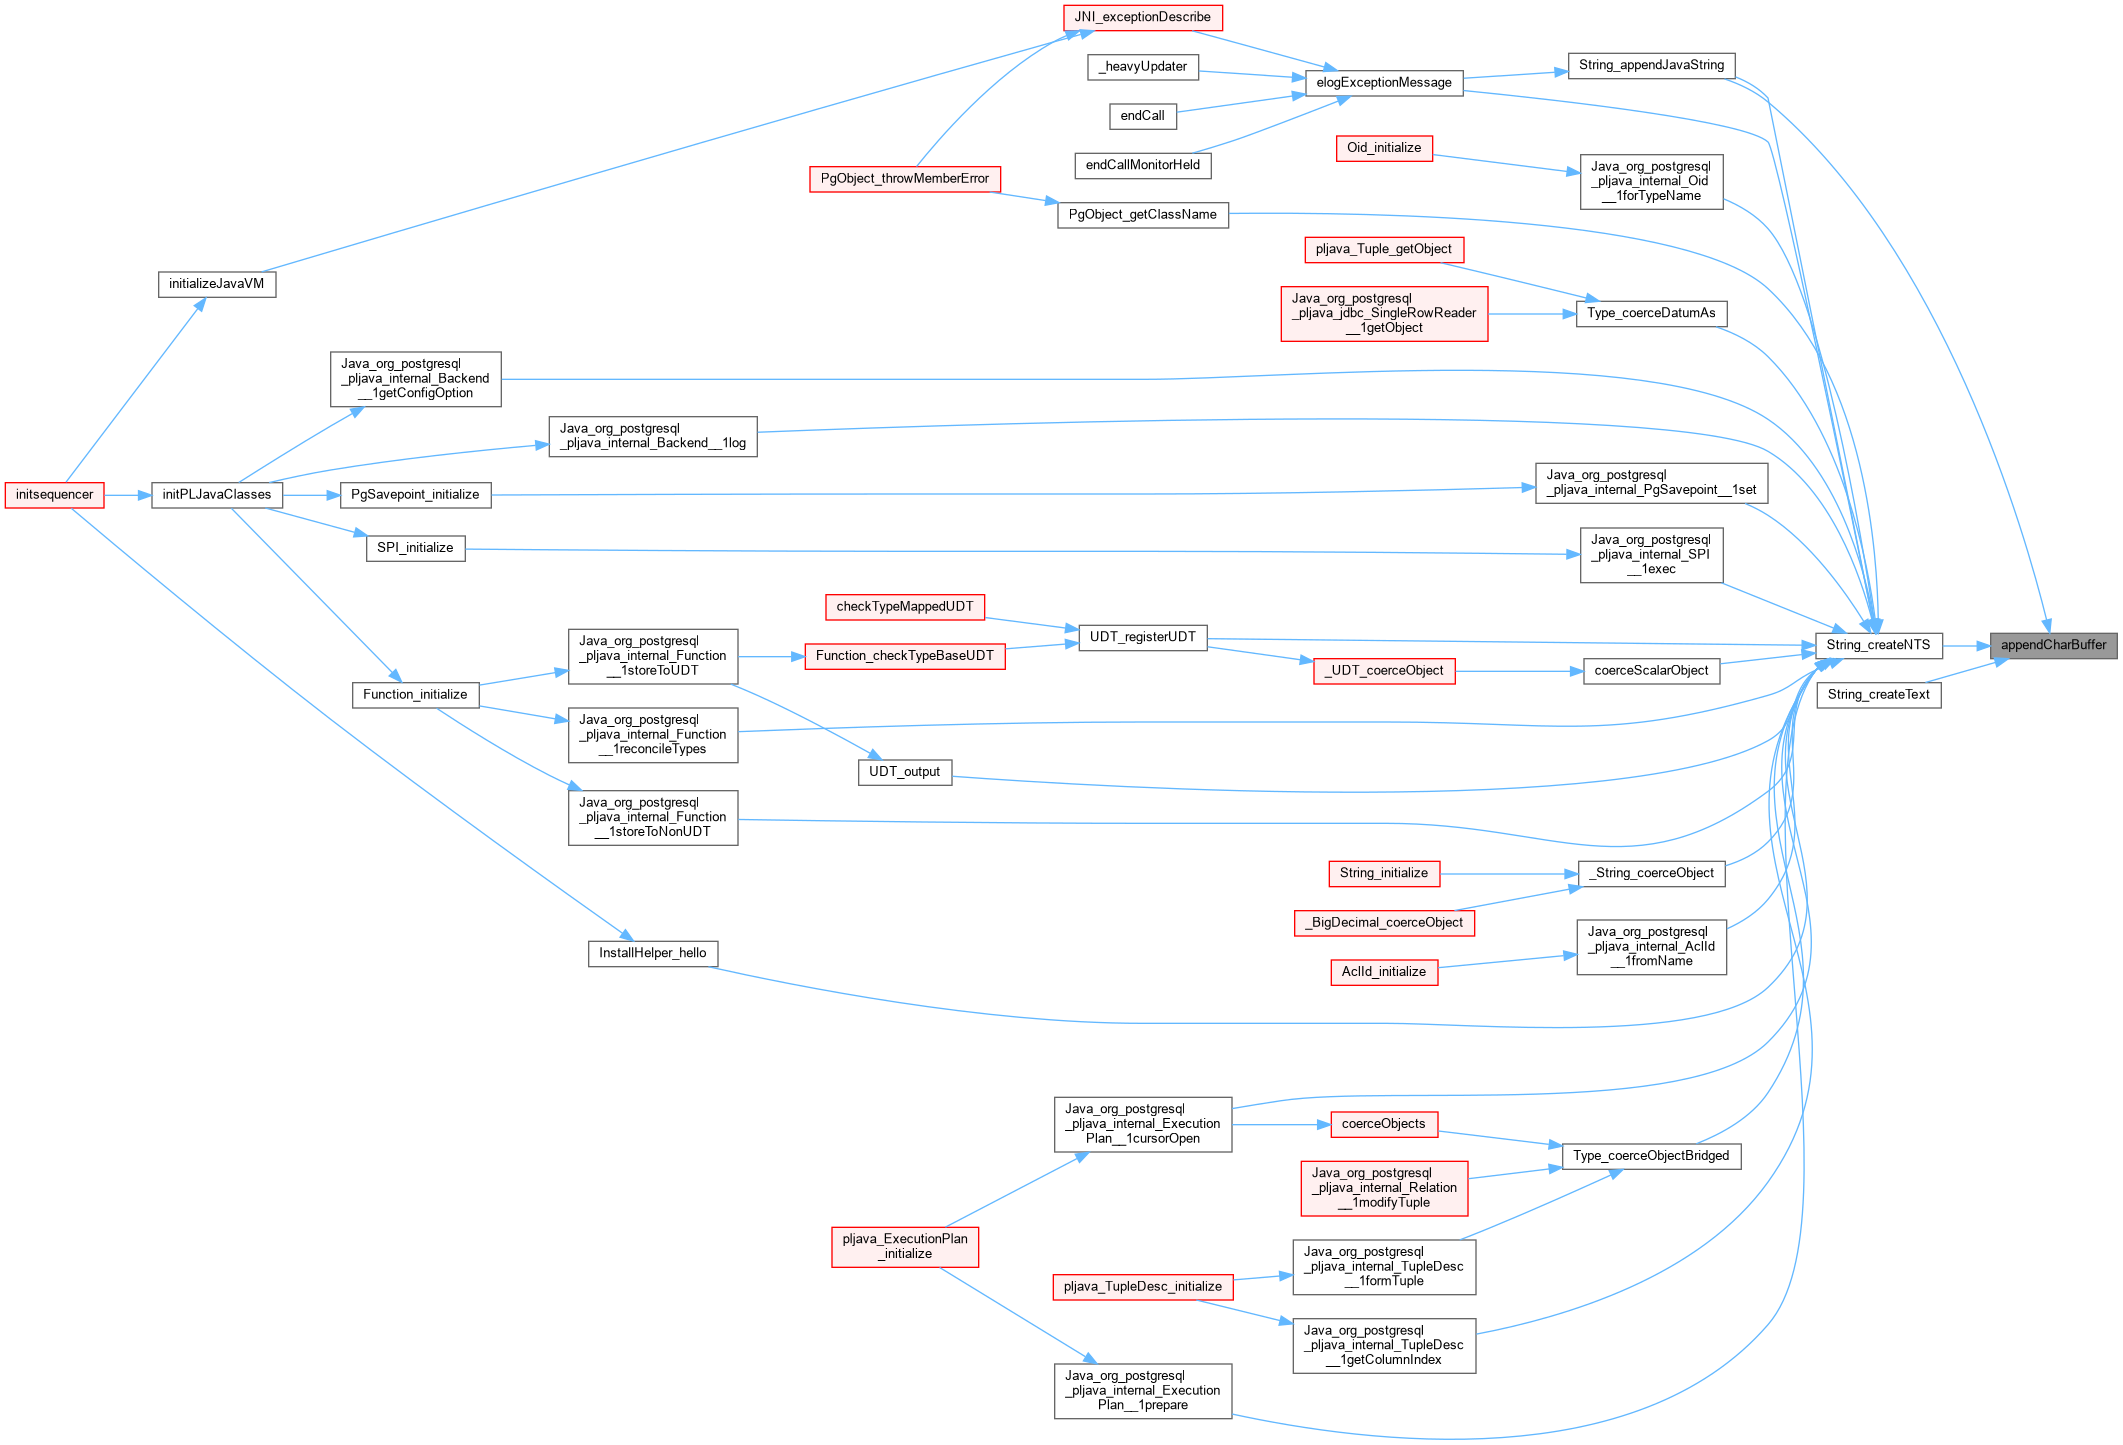 JNI_exceptionDescribe
_heavyUpdater
String_appendJavaString
elogExceptionMessage
endCall
Oid_initialize
endCallMonitorHeld
Java_org_postgresql
_pljava_internal_Oid
__1forTypeName
PgObject_throwMemberError
PgObject_getClassName
pljava_Tuple_getObject
initializeJavaVM
Java_org_postgresql
_pljava_jdbc_SingleRowReader
__1getObject
Type_coerceDatumAs
Java_org_postgresql
_pljava_internal_Backend
__1getConfigOption
Java_org_postgresql
_pljava_internal_Backend__1log
initsequencer
initPLJavaClasses
PgSavepoint_initialize
Java_org_postgresql
_pljava_internal_PgSavepoint__1set
SPI_initialize
Java_org_postgresql
_pljava_internal_SPI
__1exec
checkTypeMappedUDT
UDT_registerUDT
String_createNTS
appendCharBuffer
Java_org_postgresql
_pljava_internal_Function
__1storeToUDT
Function_checkTypeBaseUDT
_UDT_coerceObject
coerceScalarObject
Function_initialize
String_createText
Java_org_postgresql
_pljava_internal_Function
__1reconcileTypes
UDT_output
Java_org_postgresql
_pljava_internal_Function
__1storeToNonUDT
String_initialize
_String_coerceObject
_BigDecimal_coerceObject
InstallHelper_hello
Java_org_postgresql
_pljava_internal_AclId
__1fromName
AclId_initialize
Java_org_postgresql
_pljava_internal_Execution
Plan__1cursorOpen
coerceObjects
Type_coerceObjectBridged
Java_org_postgresql
_pljava_internal_Relation
__1modifyTuple
pljava_ExecutionPlan
_initialize
Java_org_postgresql
_pljava_internal_TupleDesc
__1formTuple
pljava_TupleDesc_initialize
Java_org_postgresql
_pljava_internal_TupleDesc
__1getColumnIndex
Java_org_postgresql
_pljava_internal_Execution
Plan__1prepare